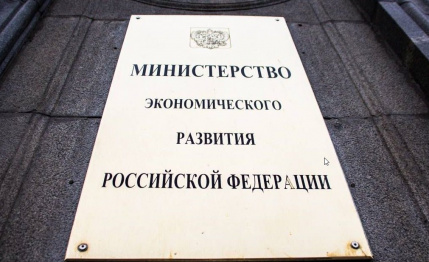 МИНИСТЕРСТВО
ЭКОНОМИЧЕСКОГО
РАЗВИТИЯ
РОССИЙСКОЙ ФЕДЕРАЦИИ